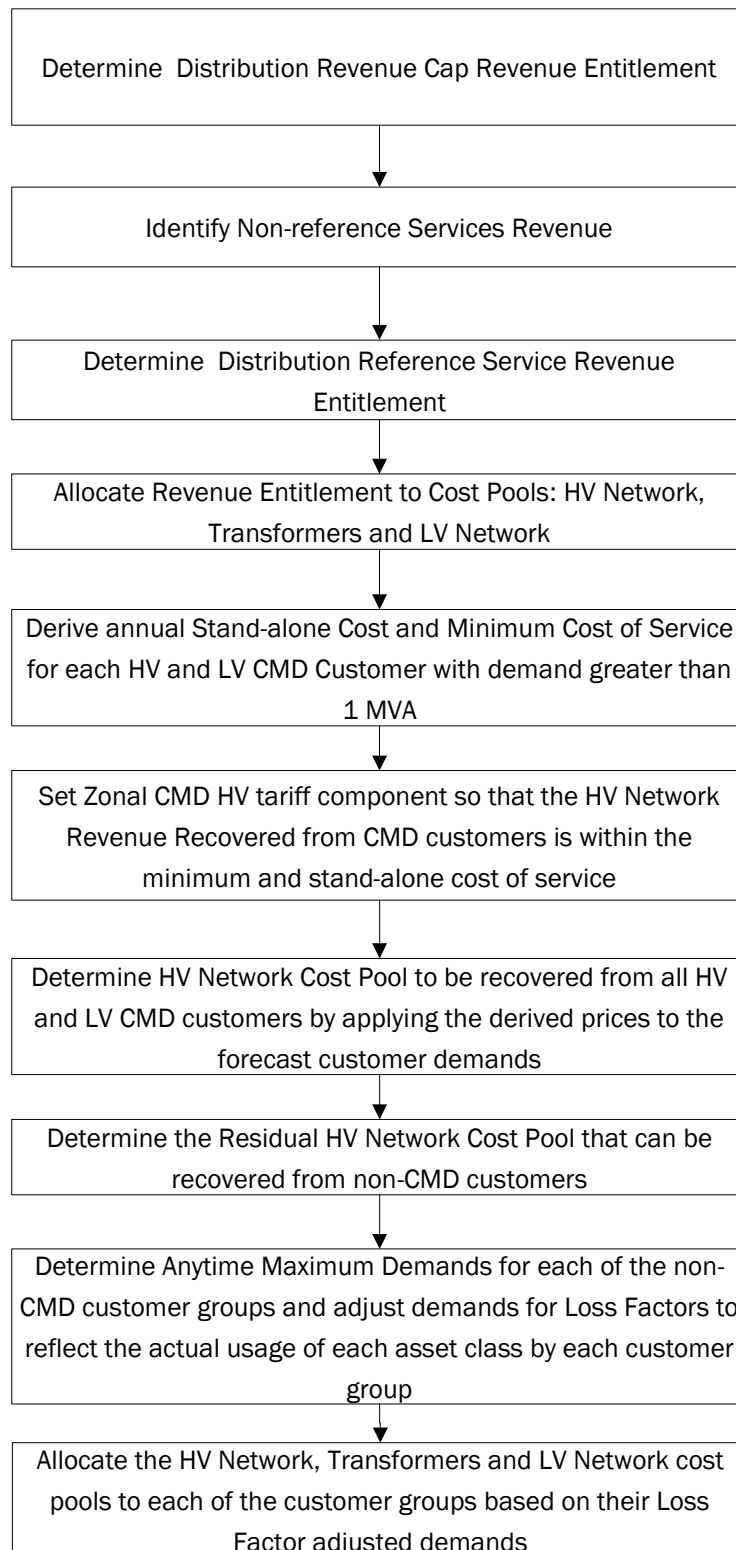 Determine Distribution Revenue Cap Revenue Entitlement
Identify Non-reference Services Revenue
Determine Distribution Reference Service Revenue
Entitlement
Allocate Revenue Entitlement to Cost Pools: HV Network,
Transformers and LV Network
Derive annual Stand-alone Cost and Minimum Cost of Service
for each HV and LV CMD Customer with demand greater than
1 MVA
Set Zonal CMD HV tariff component so that the HV Network
Revenue Recovered from CMD customers is within the
minimum and stand-alone cost of service
Determine HV Network Cost Pool to be recovered from all HV
and LV CMD customers by applying the derived prices to the
forecast customer demands
Determine the Residual HV Network Cost Pool that can be
recovered from non-CMD customers
Determine Anytime Maximum Demands for each of the non-
CMD customer groups and adjust demands for Loss Factors to
reflect the actual usage of each asset class by each customer
group
Allocate the HV Network, Transformers and LV Network cost
pools to each of the customer groups based on their Loss
Factor adjusted demands